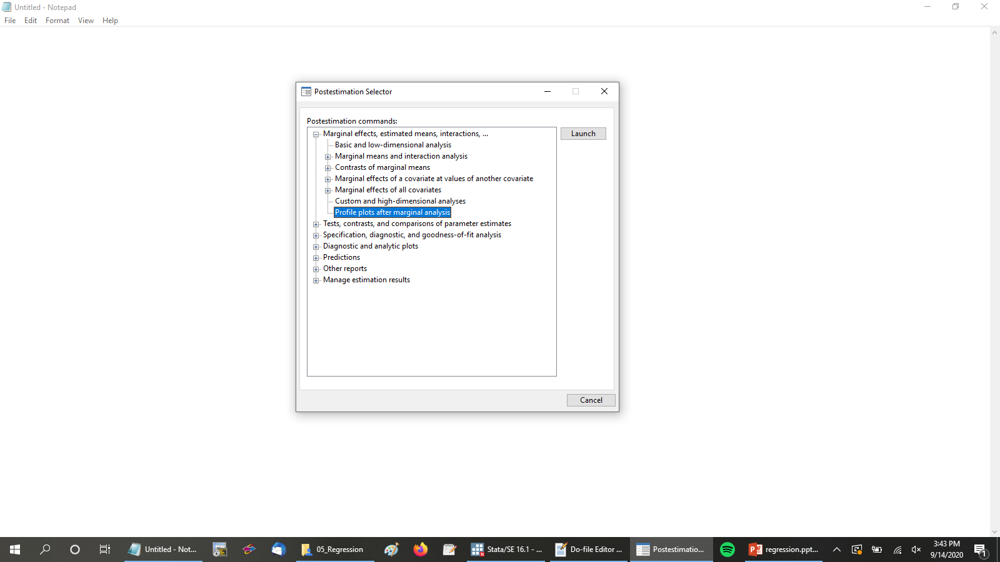 Untitled - Notepad
File Edit Format View Help
Postestimation Selector
Postestimation commands:
Marginal effects, estimated means, interactions, ...
Launch
Basic and low-dimensional analysis
Marginal means and interaction analysis
Contrasts of marginal means
Marginal effects of a covariate at values of another covariate
Marginal effects of all covariates
Custom and high-dimensional analyses
Profile plots after marginal analysis
Tests, contrasts, and comparisons of parameter estimates
Specification, diagnostic, and goodness-of-fit analysis
Diagnostic and analytic plots
Predictions
Other reports
Manage estimation results
Cancel
Untitled - Not...
05_Regression
Stata/SE 16.1 - ...
Do-file Editor ...
Postestimatio...
regression.ppt...
3:43 PM
9/14/2020
1